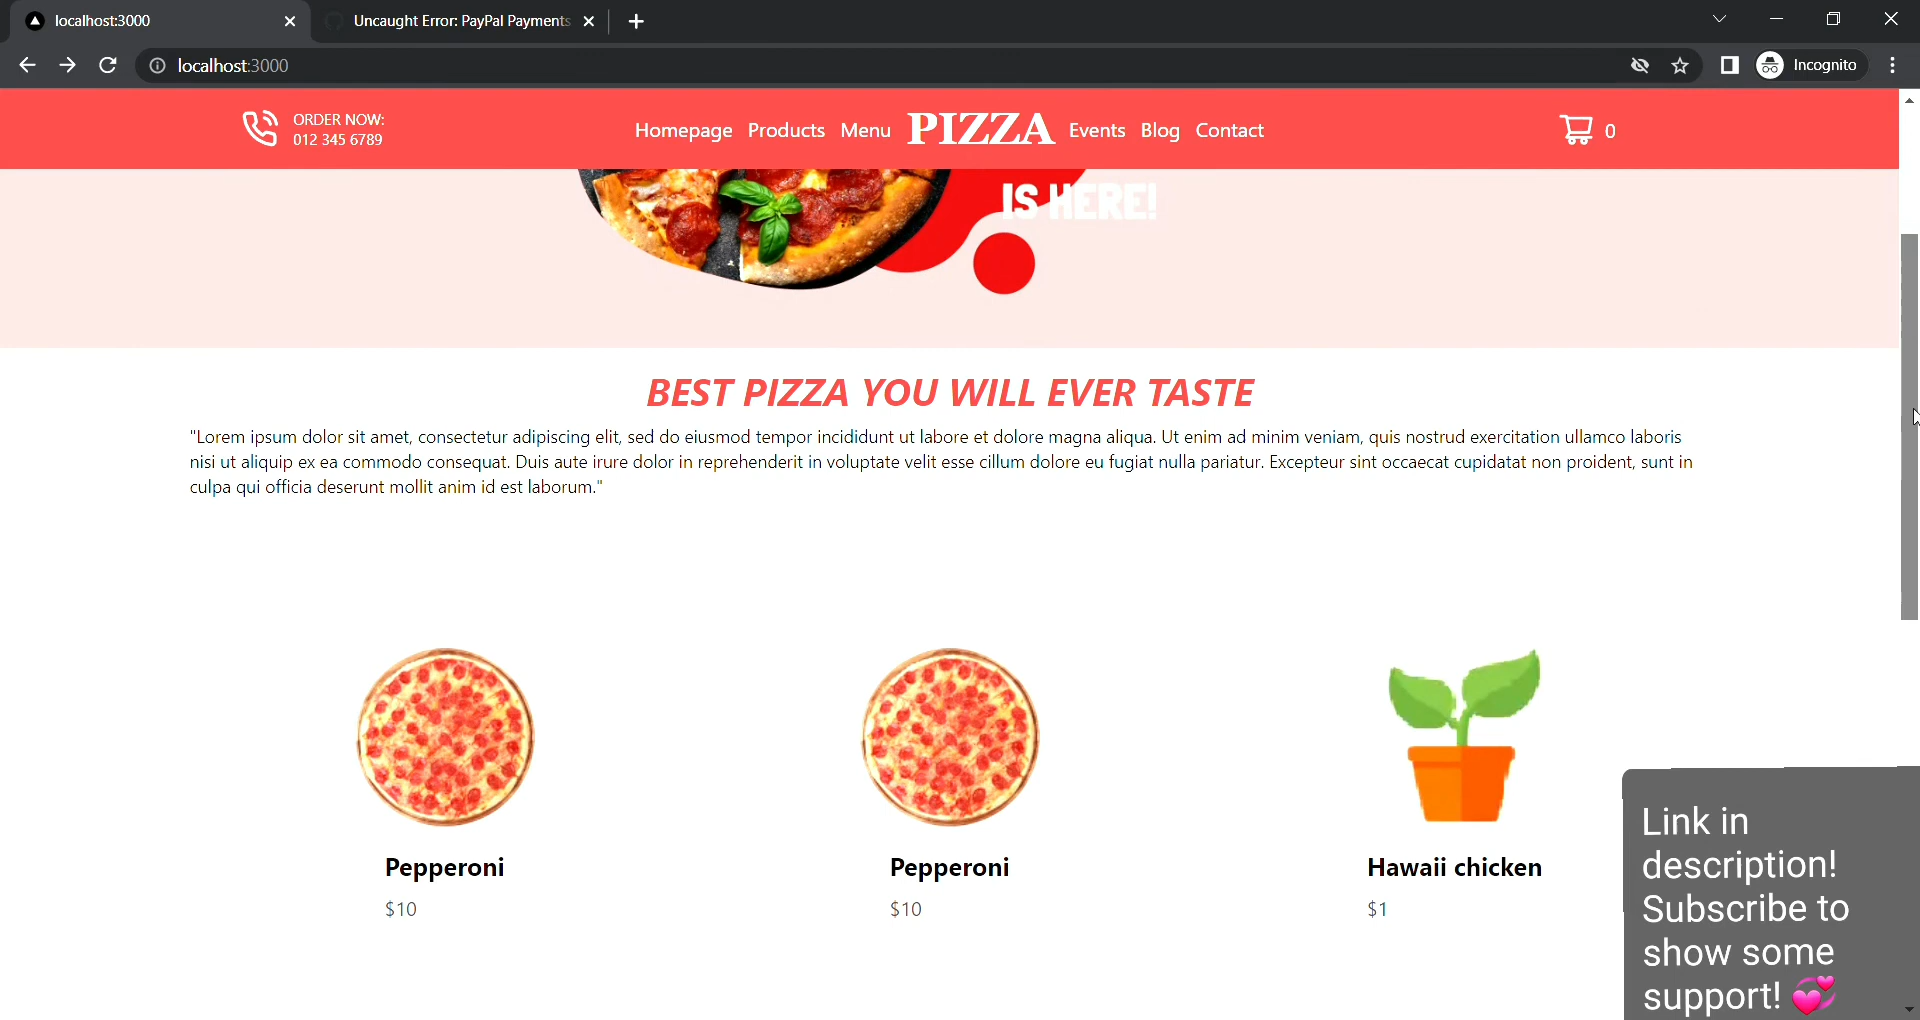 localhost:3000
Uncaught Error: PayPal Payments
localhost:3000
Incognito
ORDER NOW:
012 345 6789
Homepage Products Menu PIZZA Events Blog Contact
0
IS HERE!
BEST PIZZA YOU WILL EVER TASTE
"Lorem ipsum dolor sit amet, consectetur adipiscing elit, sed do eiusmod tempor incididunt ut labore et dolore magna aliqua. Ut enim ad minim veniam, quis nostrud exercitation ullamco laboris
nisi ut aliquip ex ea commodo consequat. Duis aute irure dolor in reprehenderit in voluptate velit esse cillum dolore eu fugiat nulla pariatur. Excepteur sint occaecat cupidatat non proident, sunt in
culpa qui officia deserunt mollit anim id est laborum."
Pepperoni
$10
Pepperoni
$10
Hawaii chicken
$1
Link in
description!
Subscribe to
show some
support! 💞